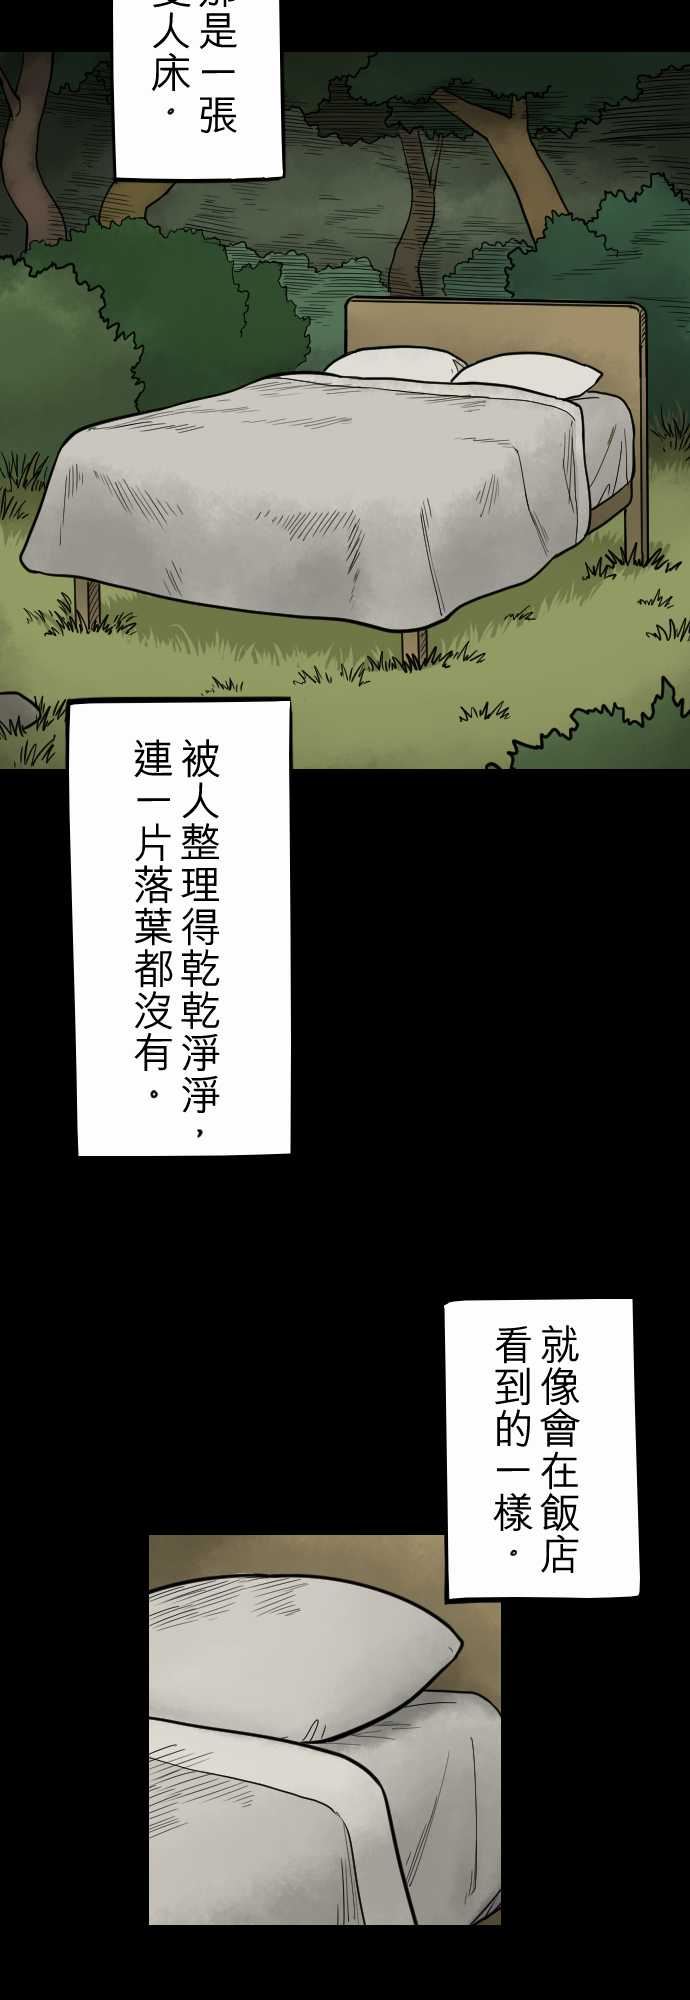 是一張
人床．
被人整理得乾乾淨淨，
連一片落葉都沒有。
就像會在飯店
看到的一樣．